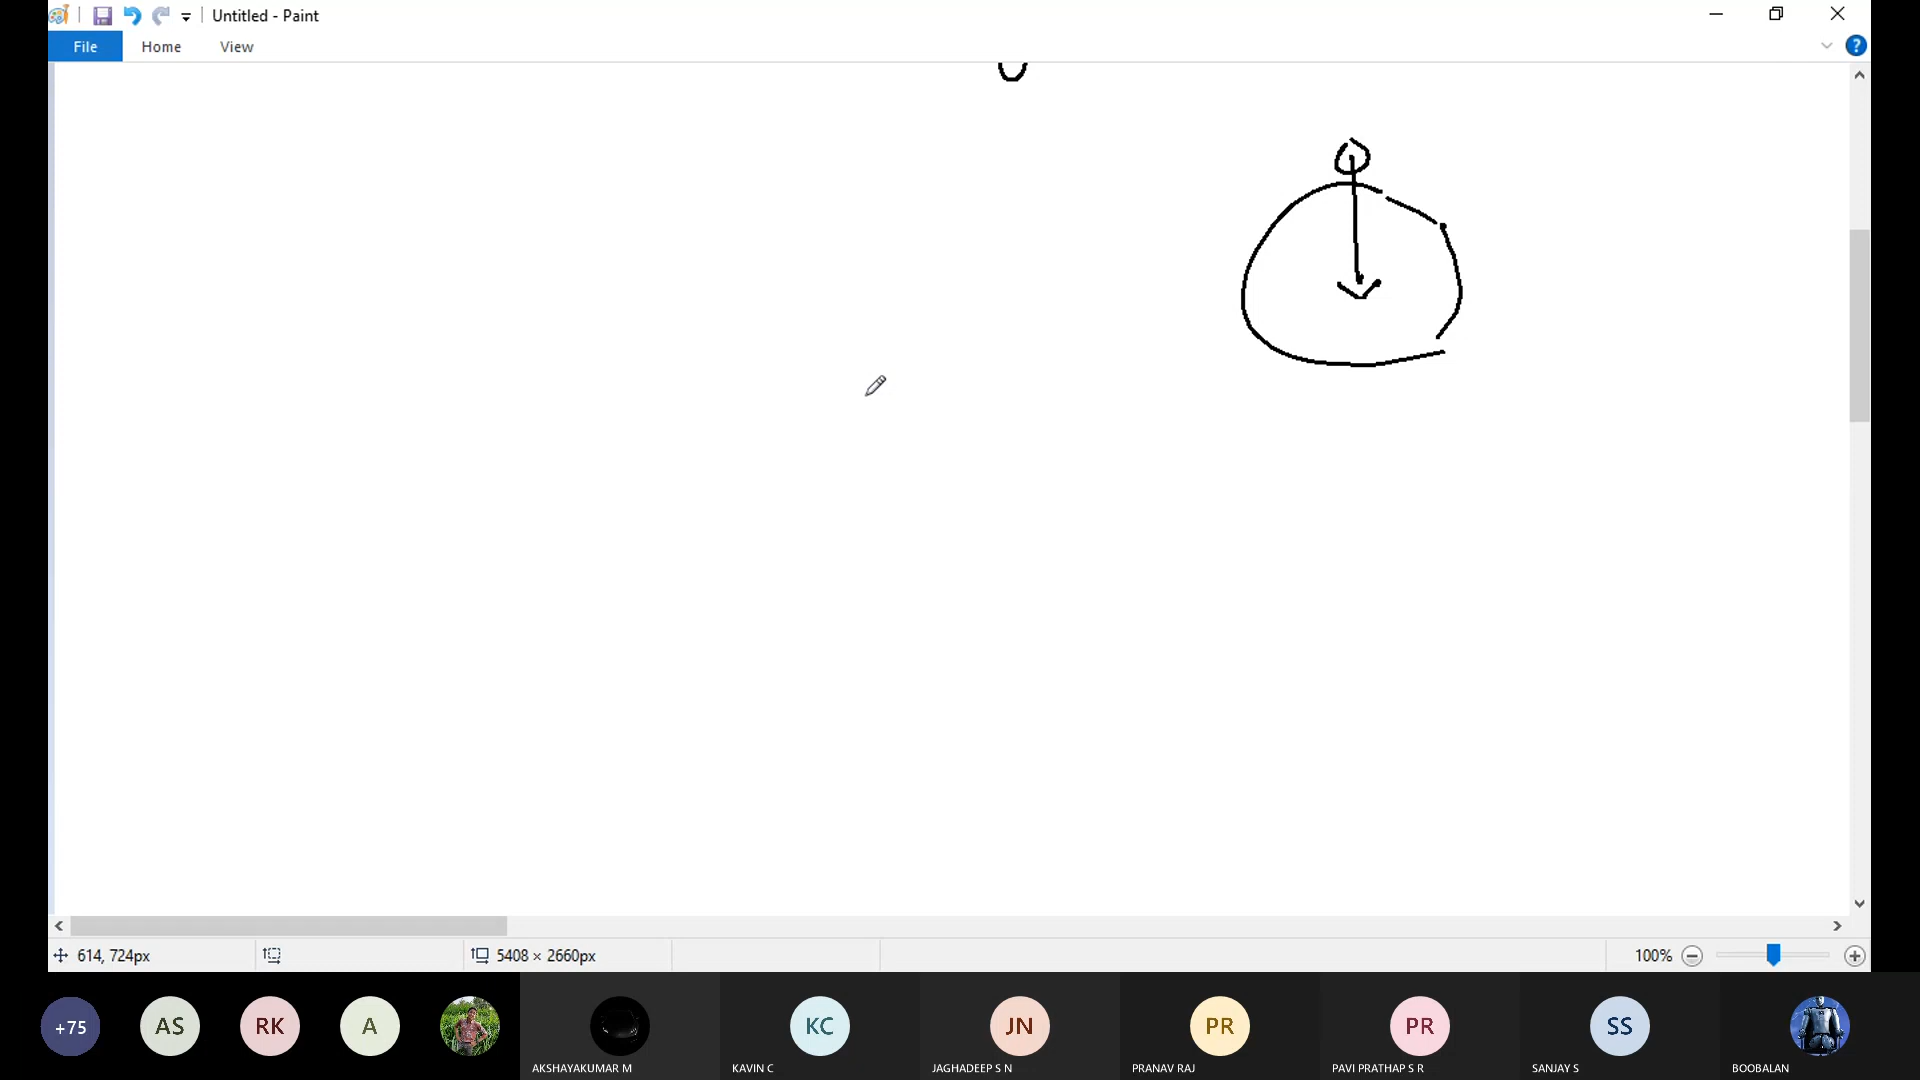 Untitled - Paint
File Home View
614, 724px
5408 × 2660px
100%
+75 AS RK A KC JN PR PR SS
AKSHAYAKUMAR M KAVIN C JAGHADEEP S N PRANAV RAJ PAVI PRATHAP S R SANJAY S BOOBALAN